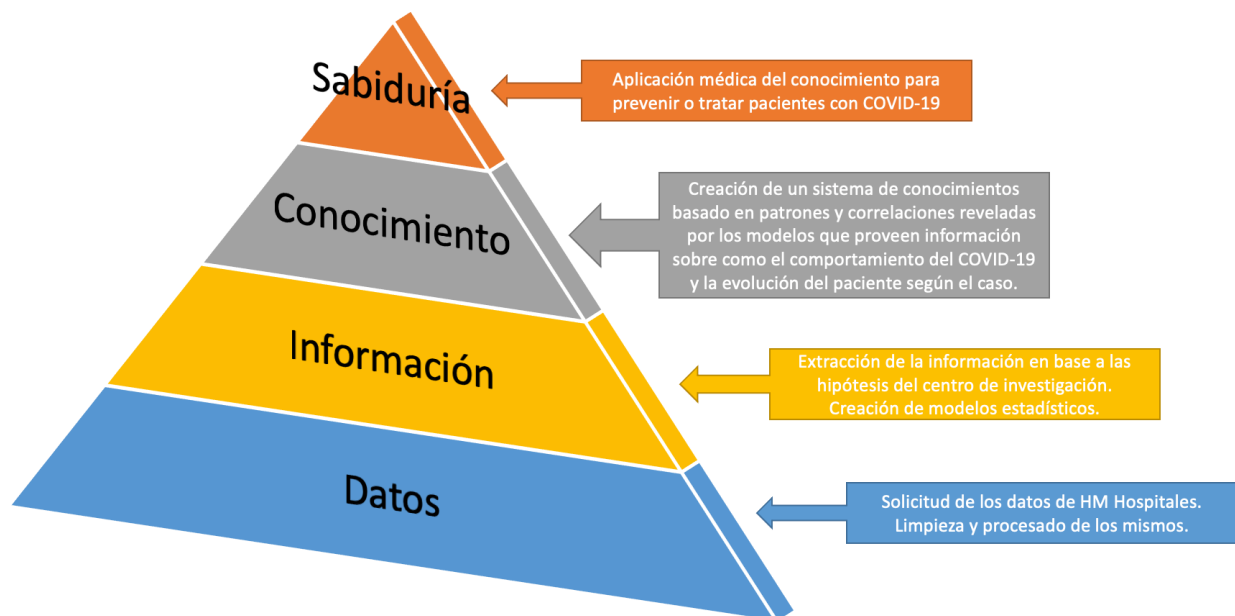 Sabiduría
Aplicación médica del conocimiento para
prevenir o tratar pacientes con COVID-19
Conocimiento
Creación de un sistema de conocimientos
basado en patrones y correlaciones reveladas
por los modelos que proveen información
sobre como el comportamiento del COVID-19
y la evolución del paciente según el caso.
Información
Extracción de la información en base a las
hipótesis del centro de investigación.
Creación de modelos estadísticos.
Datos
Solicitud de los datos de HM Hospitales.
Limpieza y procesado de los mismos.